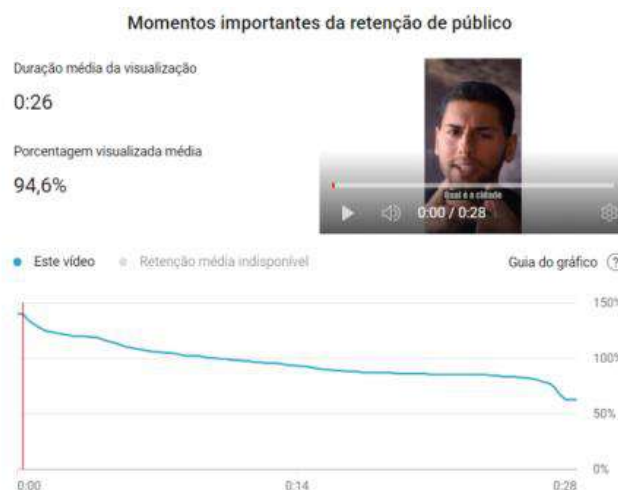 Momentos importantes da retenção de público
Duração média da visualização
0:26
Porcentagem visualizada média
94,6%
Qual é a cidade
0:00 / 0:28
Este vídeo
Retenção média indisponível
Guia do gráfico ?
150%
100%
50%
0%
0:00
0:14
0:28